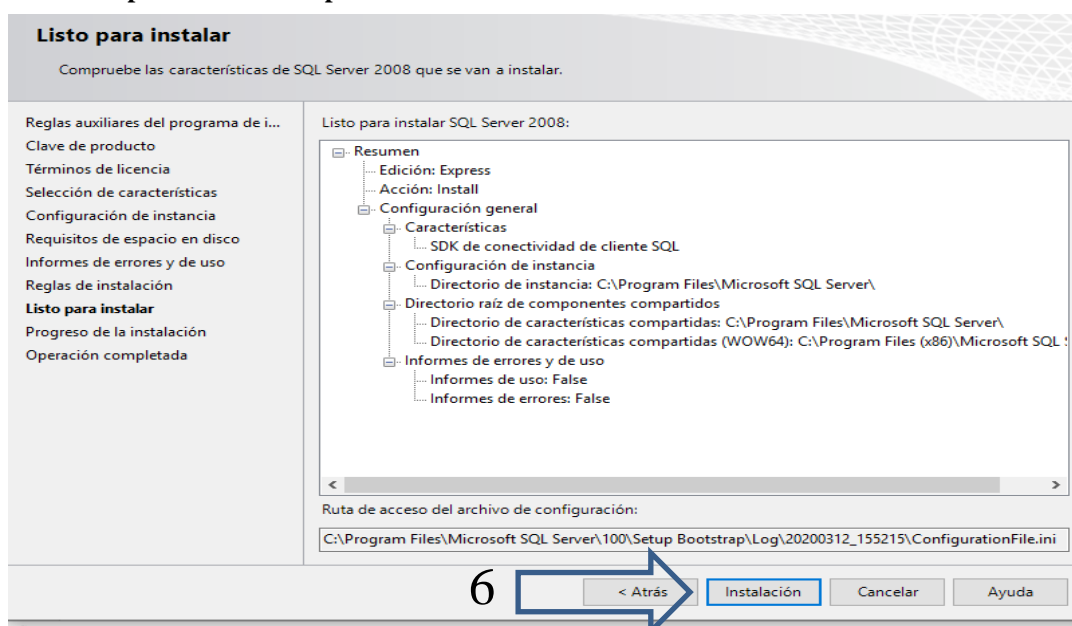 Listo para instalar
Compruebe las características de SQL Server 2008 que se van a instalar.
Reglas auxiliares del programa de i...
Clave de producto
Términos de licencia
Selección de características
Configuración de instancia
Requisitos de espacio en disco
Informes de errores y de uso
Reglas de instalación
Listo para instalar
Progreso de la instalación
Operación completada
Listo para instalar SQL Server 2008:
Resumen
Edición: Express
Acción: Install
Configuración general
Características
SDK de conectividad de cliente SQL
Configuración de instancia
Directorio de instancia: C:\Program Files\Microsoft SQL Server\
Directorio raíz de componentes compartidos
Directorio de características compartidas: C:\Program Files\Microsoft SQL Server\
Directorio de características compartidas (WOW64): C:\Program Files (x86)\Microsoft SQL
Informes de errores y de uso
Informes de uso: False
Informes de errores: False
Ruta de acceso del archivo de configuración:
C:\Program Files\Microsoft SQL Server\100\Setup Bootstrap\Log\20200312_155215\ConfigurationFile.ini
6
< Atrás Instalación Cancelar Ayuda